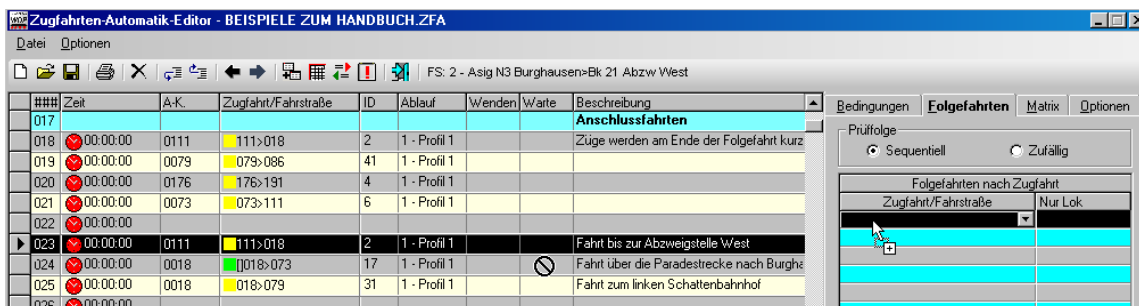 Zugfahrten-Automatik-Editor - BEISPIELE ZUM HANDBUCH.ZFA
Datei Optionen
FS: 2 - Asig N3 Burghausen>Bk 21 Abzw West
### Zeit A-K. Zugfahrt/Fahrstraße ID Ablauf Wenden Warte Beschreibung
017 Anschlussfahrten
018 00:00:00 0111 111>018 2 1 - Profil 1 Züge werden am Ende der Folgefahrt kurz
019 00:00:00 0079 079>086 41 1 - Profil 1
020 00:00:00 0176 176>191 4 1 - Profil 1
021 00:00:00 0073 073>111 6 1 - Profil 1
022 00:00:00
023 00:00:00 0111 111>018 2 1 - Profil 1 Fahrt bis zur Abzweigstelle West
024 00:00:00 0018 []018>073 17 1 - Profil 1 Fahrt über die Paradestrecke nach Burgha
025 00:00:00 0018 018>079 31 1 - Profil 1 Fahrt zum linken Schattenbahnhof
026 00:00:00
Bedingungen Folgefahrten Matrix Optionen
Prüffolge
Sequentiell Zufällig
Folgefahrten nach Zugfahrt
Zugfahrt/Fahrstraße Nur Lok